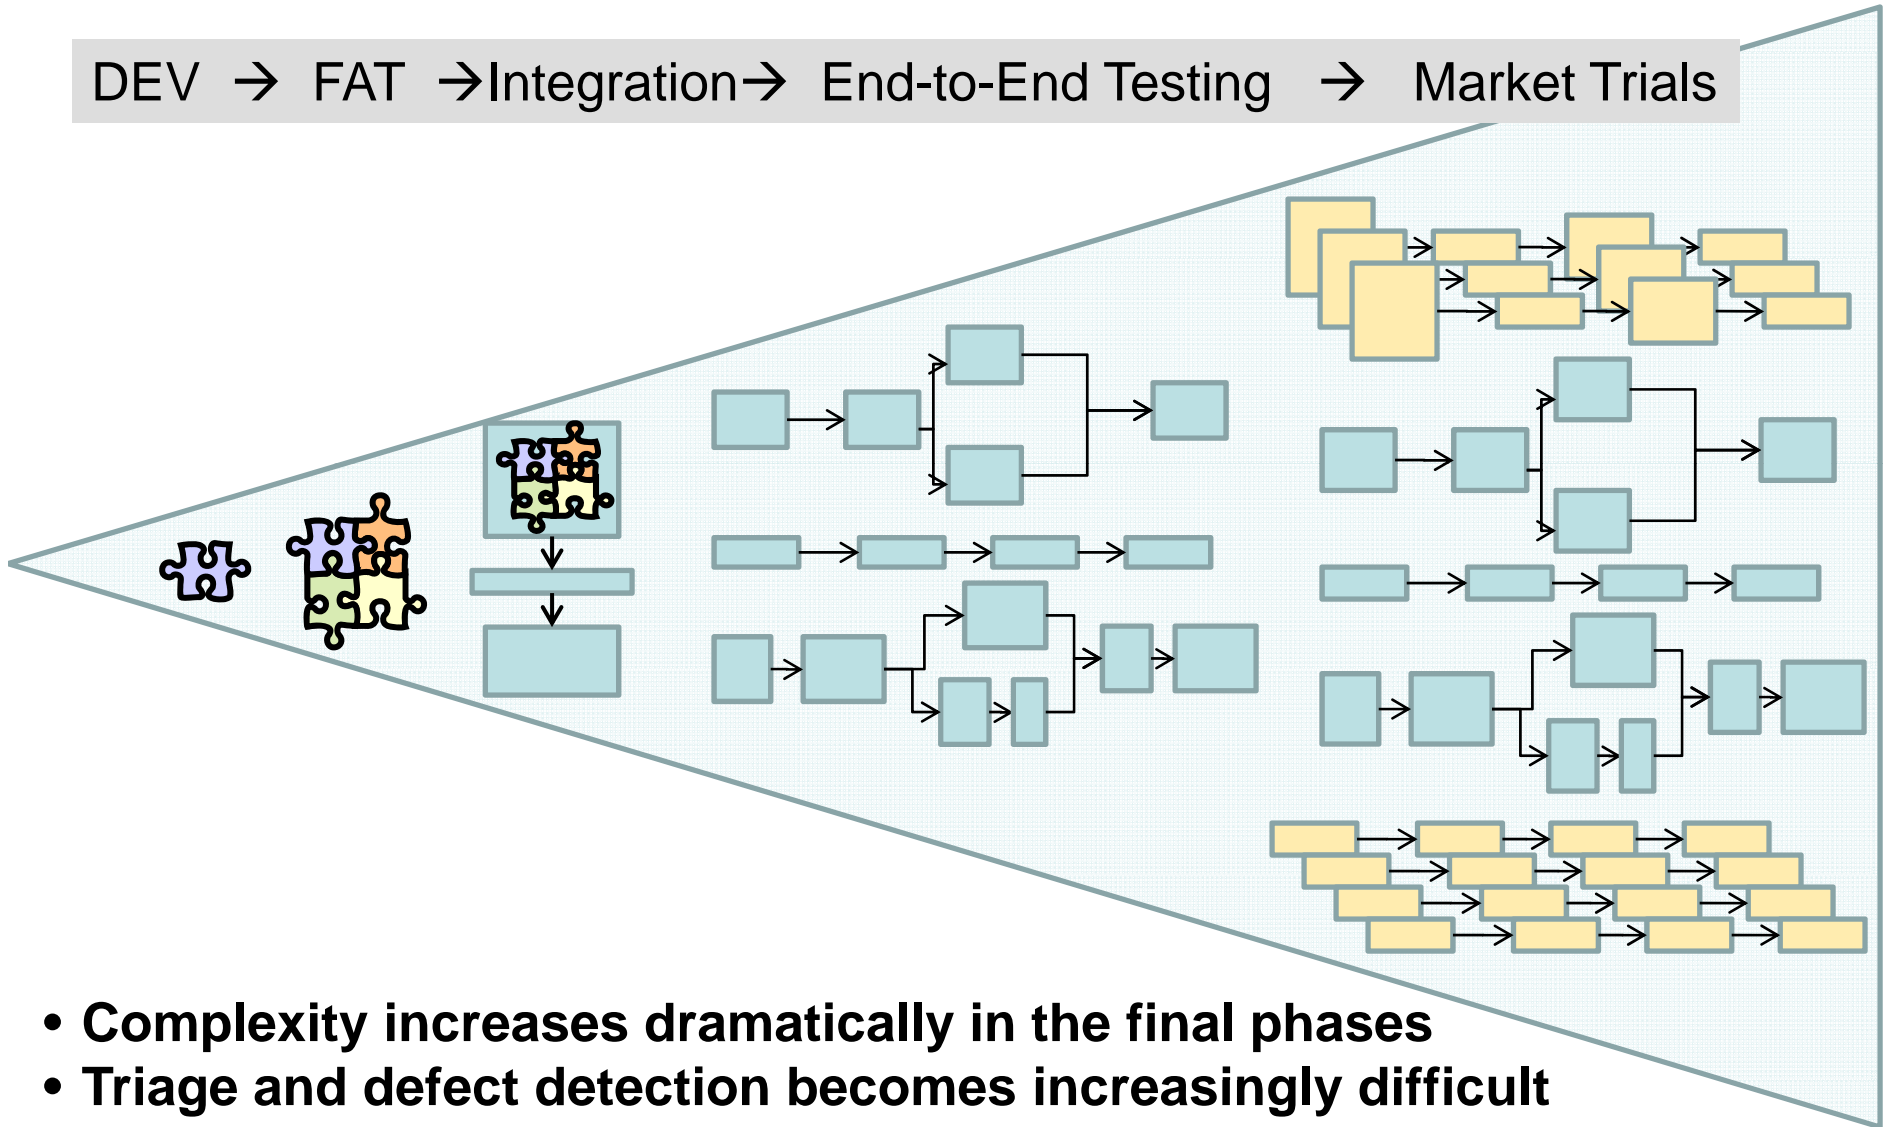 DEV → FAT →Integration→ End-to-End Testing → Market Trials
• Complexity increases dramatically in the final phases
• Triage and defect detection becomes increasingly difficult